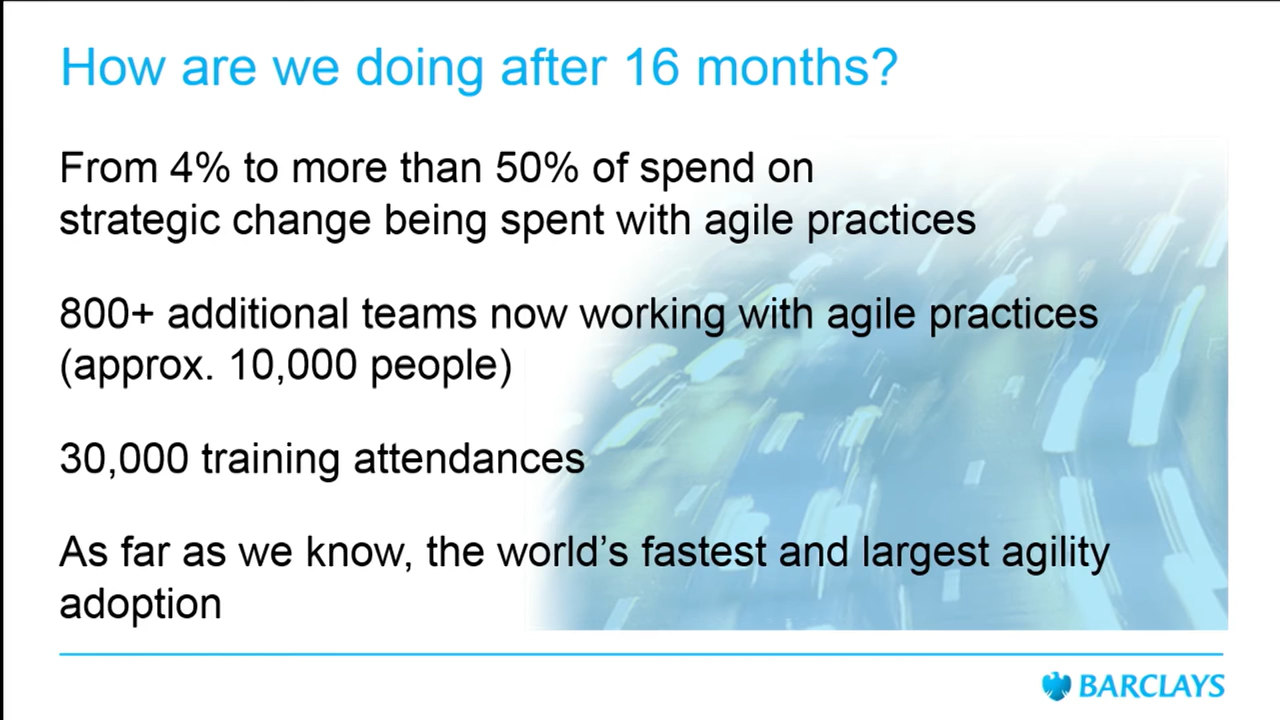 How are we doing after 16 months?
From 4% to more than 50% of spend on
strategic change being spent with agile practices
800+ additional teams now working with agile practices
(approx. 10,000 people)
30,000 training attendances
As far as we know, the world’s fastest and largest agility
adoption
BARCLAYS